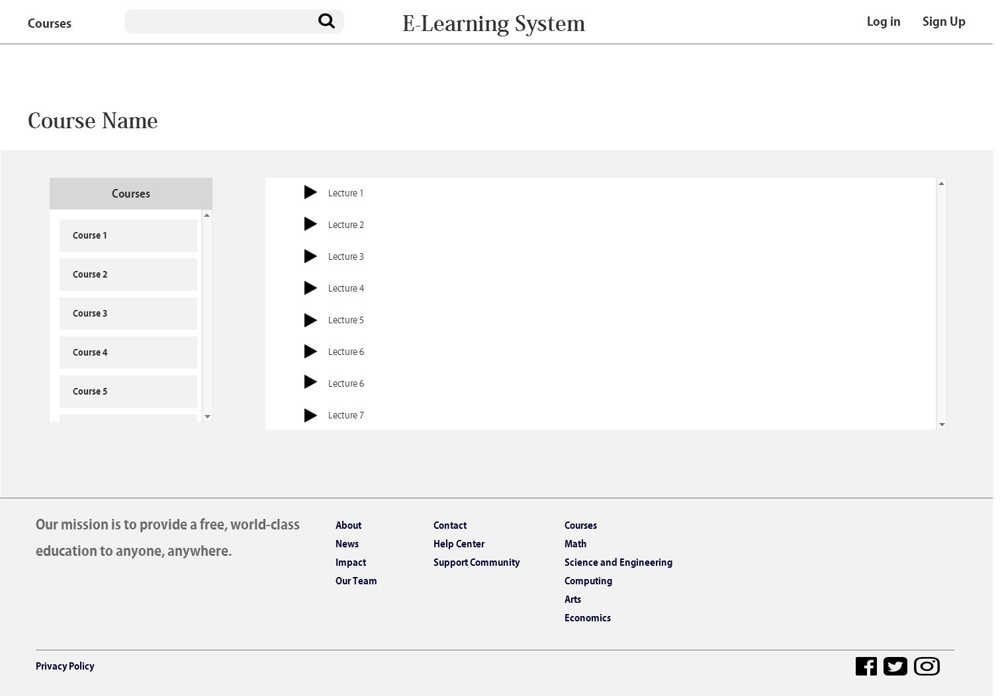 Courses
E-Learning System
Log in
Sign Up
Course Name
Courses
Course 1
Course 2
Course 3
Course 4
Course 5
Lecture 1
Lecture 2
Lecture 3
Lecture 4
Lecture 5
Lecture 6
Lecture 6
Lecture 7
Our mission is to provide a free, world-class
education to anyone, anywhere.
About
News
Impact
Our Team
Contact
Help Center
Support Community
Courses
Math
Science and Engineering
Computing
Arts
Economics
Privacy Policy